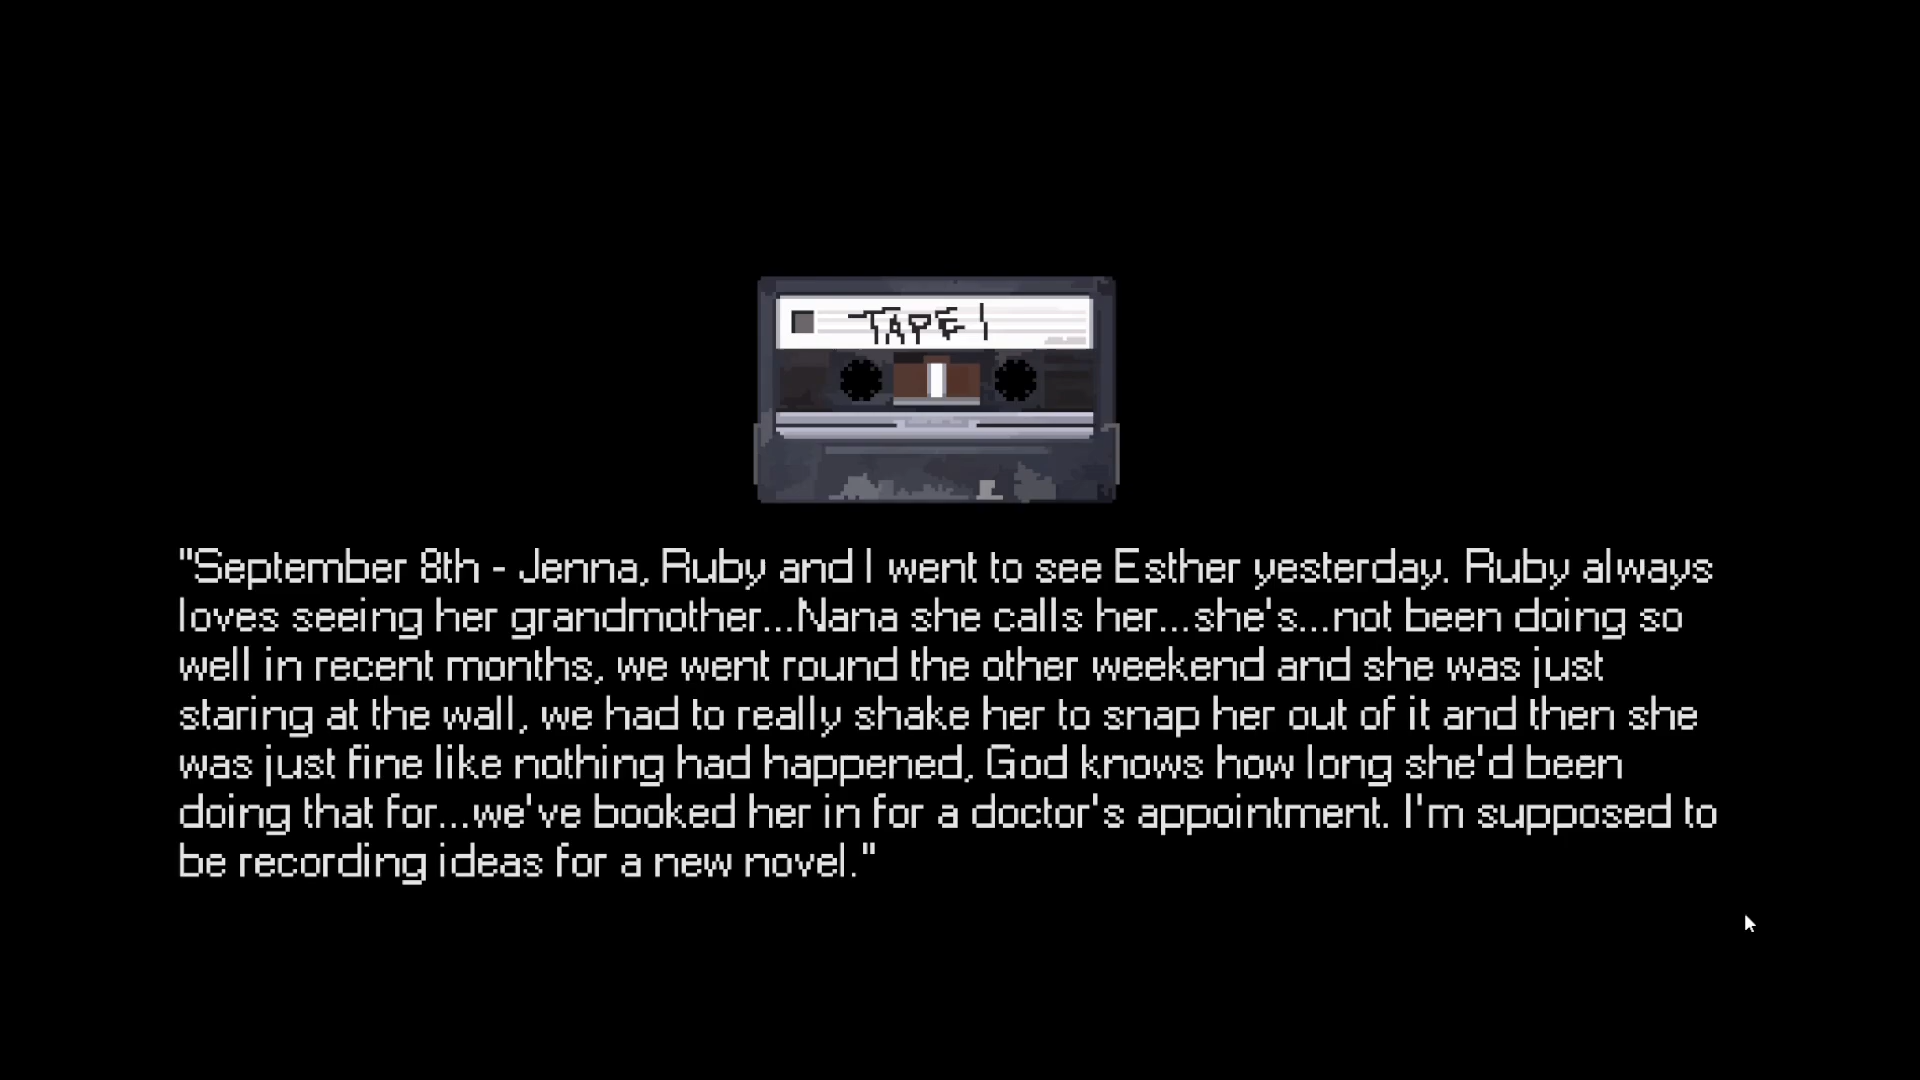 TAPE 1
"September 8th - Jenna, Ruby and I went to see Esther yesterday. Ruby always
loves seeing her grandmother...Nana she calls her...she's...not been doing so
well in recent months, we went round the other weekend and she was just
staring at the wall, we had to really shake her to snap her out of it and then she
was just fine like nothing had happened, God knows how long she'd been
doing that for...we've booked her in for a doctor's appointment. I'm supposed to
be recording ideas for a new novel."